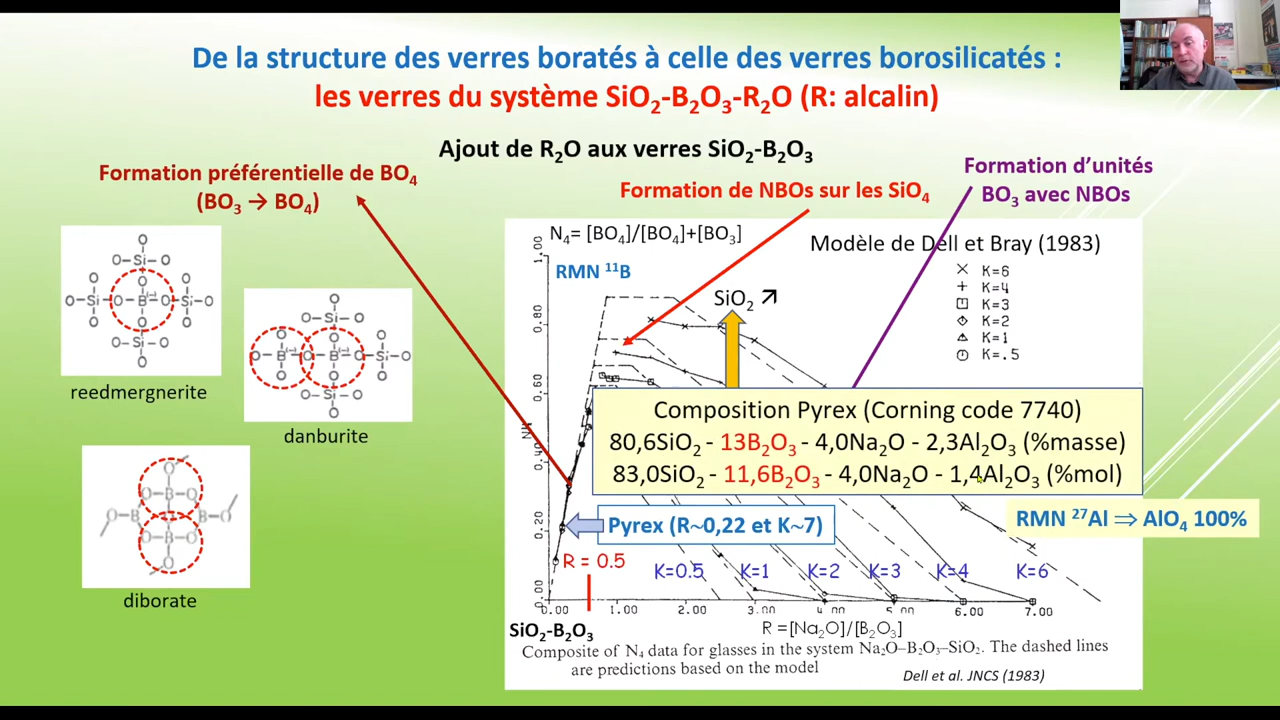 De la structure des verres boratés à celle des verres borosilicatés :
les verres du système SiO₂-B₂O₃-R₂O (R: alcalin)
Ajout de R₂O aux verres SiO₂-B₂O₃
Formation préférentielle de BO₄
(BO₃ → BO₄)
Formation de NBOs sur les SiO₄
Formation d’unités
BO₃ avec NBOs
reedmergnerite
danburite
diborate
N₄= [BO₄]/[BO₄]+[BO₃]
Modèle de Dell et Bray (1983)
RMN ¹¹B
SiO₂ ↗
K=6
K=4
K=3
K=2
K=1
K=.5
1.00
0.80
0.60
0.40
0.20
0.00
Composition Pyrex (Corning code 7740)
80,6SiO₂ - 13B₂O₃ - 4,0Na₂O - 2,3Al₂O₃ (%masse)
83,0SiO₂ - 11,6B₂O₃ - 4,0Na₂O - 1,4Al₂O₃ (%mol)
Pyrex (R~0,22 et K~7)
RMN ²⁷Al ⇒ AlO₄ 100%
R = 0.5
K=0.5 K=1 K=2 K=3 K=4 K=6
0.00 1.00 2.00 3.00 4.00 5.00 6.00 7.00
SiO₂-B₂O₃
R =[Na₂O]/[B₂O₃]
Composite of N₄ data for glasses in the system Na₂O–B₂O₃–SiO₂. The dashed lines
are predictions based on the model
Dell et al. JNCS (1983)